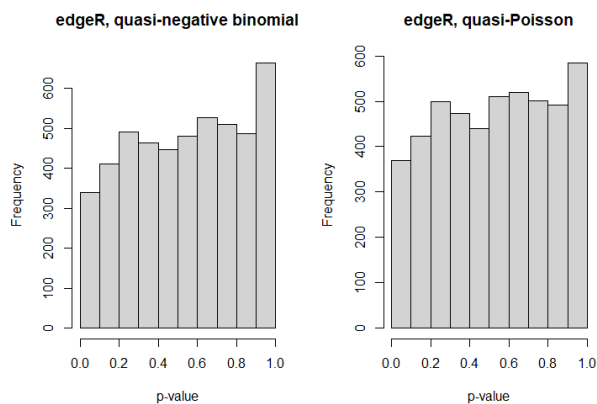 edgeR, quasi-negative binomial
Frequency
0 100 200 300 400 500 600
0.0 0.2 0.4 0.6 0.8 1.0
p-value
edgeR, quasi-Poisson
Frequency
0 100 200 300 400 500 600
0.0 0.2 0.4 0.6 0.8 1.0
p-value